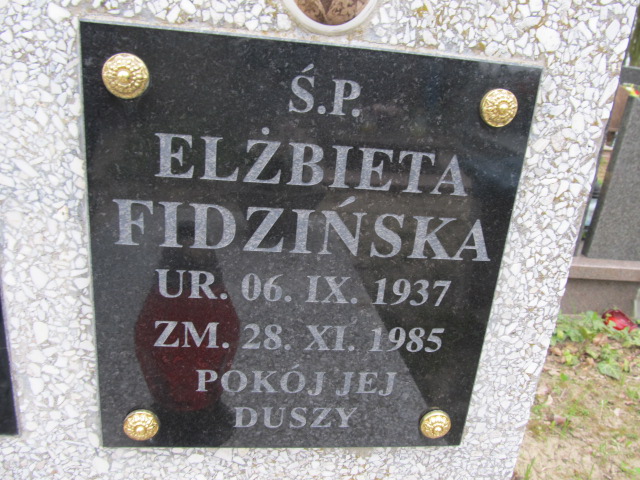 Ś.P.
ELŻBIETA
FIDZIŃSKA
UR. 06. IX. 1937
ZM. 28. XI. 1985
POKÓJ JEJ
DUSZY